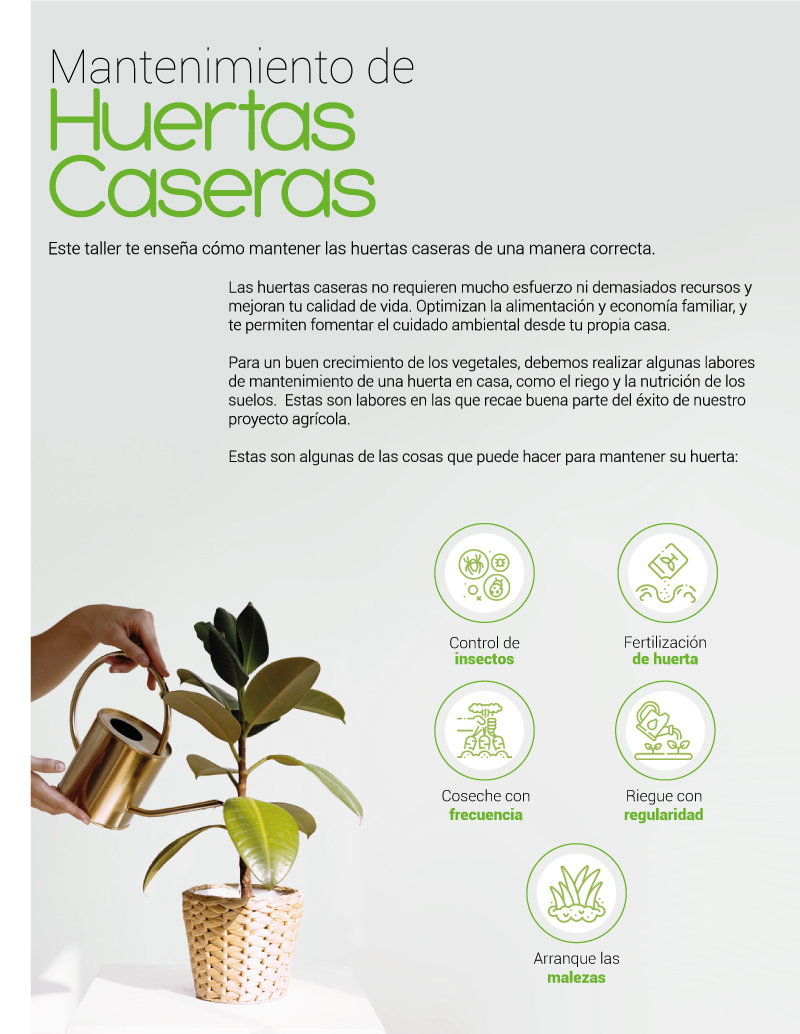 Mantenimiento de
Huertas
Caseras
Este taller te enseña cómo mantener las huertas caseras de una manera correcta.
Las huertas caseras no requieren mucho esfuerzo ni demasiados recursos y
mejoran tu calidad de vida. Optimizan la alimentación y economía familiar, y
te permiten fomentar el cuidado ambiental desde tu propia casa.
Para un buen crecimiento de los vegetales, debemos realizar algunas labores
de mantenimiento de una huerta en casa, como el riego y la nutrición de los
suelos.  Estas son labores en las que recae buena parte del éxito de nuestro
proyecto agrícola.
Estas son algunas de las cosas que puede hacer para mantener su huerta:
Control de
insectos
Fertilización
de huerta
Coseche con
frecuencia
Riegue con
regularidad
Arranque las
malezas